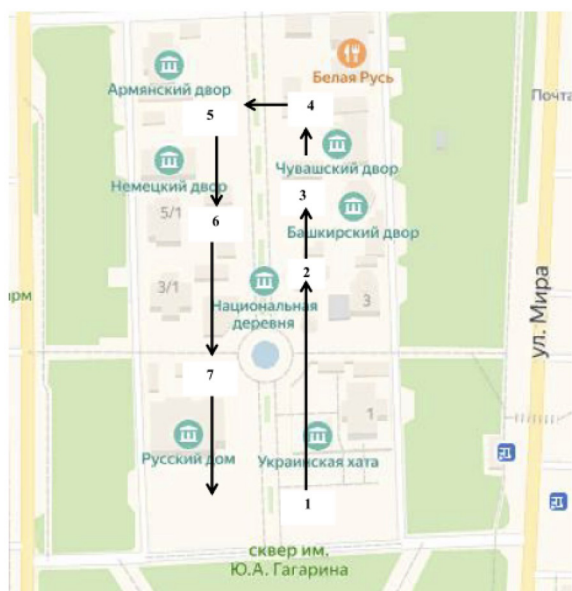 Белая Русь
Армянский двор
Почта
5
4
Чувашский двор
Немецкий двор
3
5/1
6
Башкирский двор
2
3/1
арм
Национальная
деревня
3
ул. Мира
7
1
Русский дом
Украинская хата
1
сквер им.
Ю.А. Гагарина